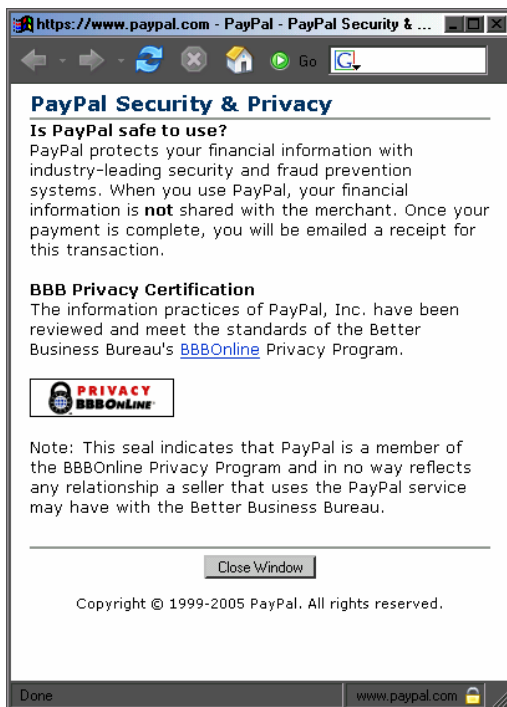 https://www.paypal.com - PayPal - PayPal Security & ...
Go
G
PayPal Security & Privacy
Is PayPal safe to use?
PayPal protects your financial information with
industry-leading security and fraud prevention
systems. When you use PayPal, your financial
information is not shared with the merchant. Once your
payment is complete, you will be emailed a receipt for
this transaction.
BBB Privacy Certification
The information practices of PayPal, Inc. have been
reviewed and meet the standards of the Better
Business Bureau's BBBOnline Privacy Program.
PRIVACY
BBBONLINE
Note: This seal indicates that PayPal is a member of
the BBBOnline Privacy Program and in no way reflects
any relationship a seller that uses the PayPal service
may have with the Better Business Bureau.
Close Window
Copyright © 1999-2005 PayPal. All rights reserved.
Done
www.paypal.com